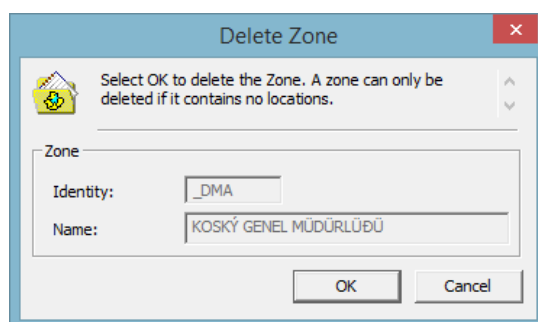 Delete Zone
Select OK to delete the Zone. A zone can only be
deleted if it contains no locations.
Zone
Identity: _DMA
Name: KOSKÝ GENEL MÜDÜRLÜÐÜ
OK Cancel